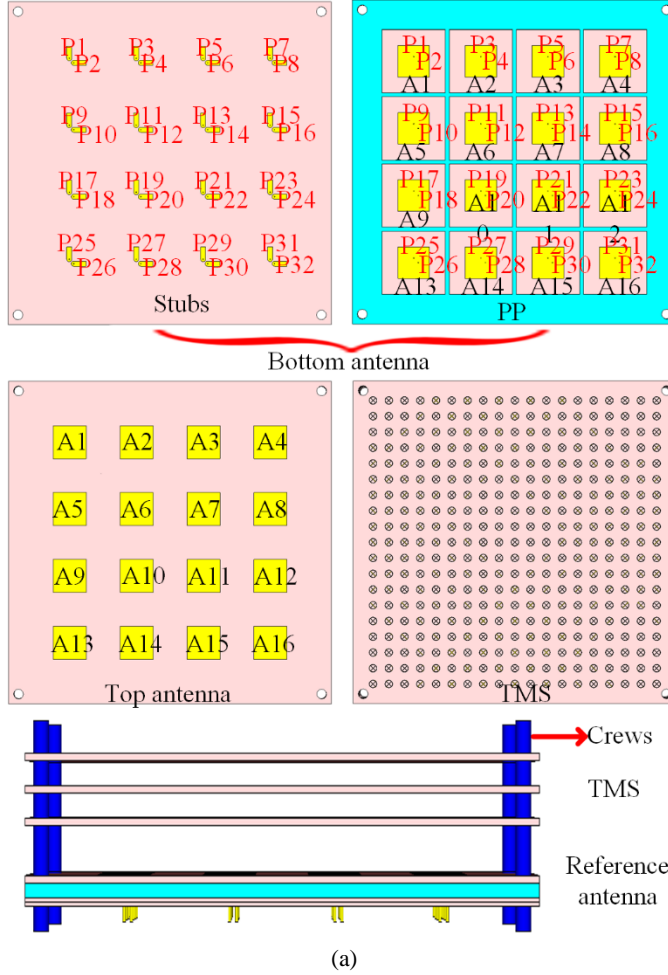 P1 P3 P5 P7
P2 P4 P6 P8
P9 P11 P13 P15
P10 P12 P14 P16
P17 P19 P21 P23
P18 P20 P22 P24
P25 P27 P29 P31
P26 P28 P30 P32
Stubs
P1 P3 P5 P7
P2 P4 P6 P8
A1 A2 A3 A4
P9 P11 P13 P15
P10 P12 P14 P16
A5 A6 A7 A8
P17 P19 P21 P23
P18 P20 P22 P24
A9 A10 A11 A12
P25 P27 P29 P31
P26 P28 P30 P32
A13 A14 A15 A16
PP
Bottom antenna
A1 A2 A3 A4
A5 A6 A7 A8
A9 A10 A11 A12
A13 A14 A15 A16
Top antenna
TMS
Crews
TMS
Reference
antenna
(a)